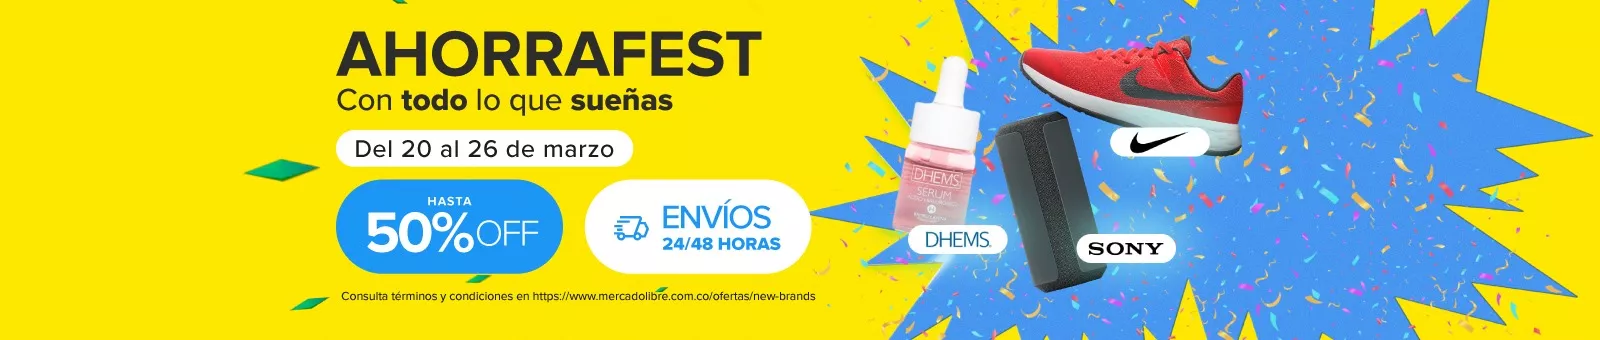 AHORRAFEST
Con todo lo que sueñas
Del 20 al 26 de marzo
HASTA
50% OFF
ENVÍOS
24/48 HORAS
Consulta términos y condiciones en https://www.mercadolibre.com.co/ofertas/new-brands
DHEMS
SERUM
DHEMS.
SONY